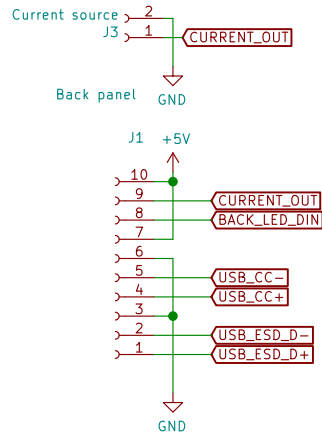 Current source
2
J3
1
CURRENT_OUT
Back panel
GND
J1
+5V
10
9
CURRENT_OUT
8
BACK_LED_DIN
7
6
5
USB_CC-
4
USB_CC+
3
2
USB_ESD_D-
1
USB_ESD_D+
GND